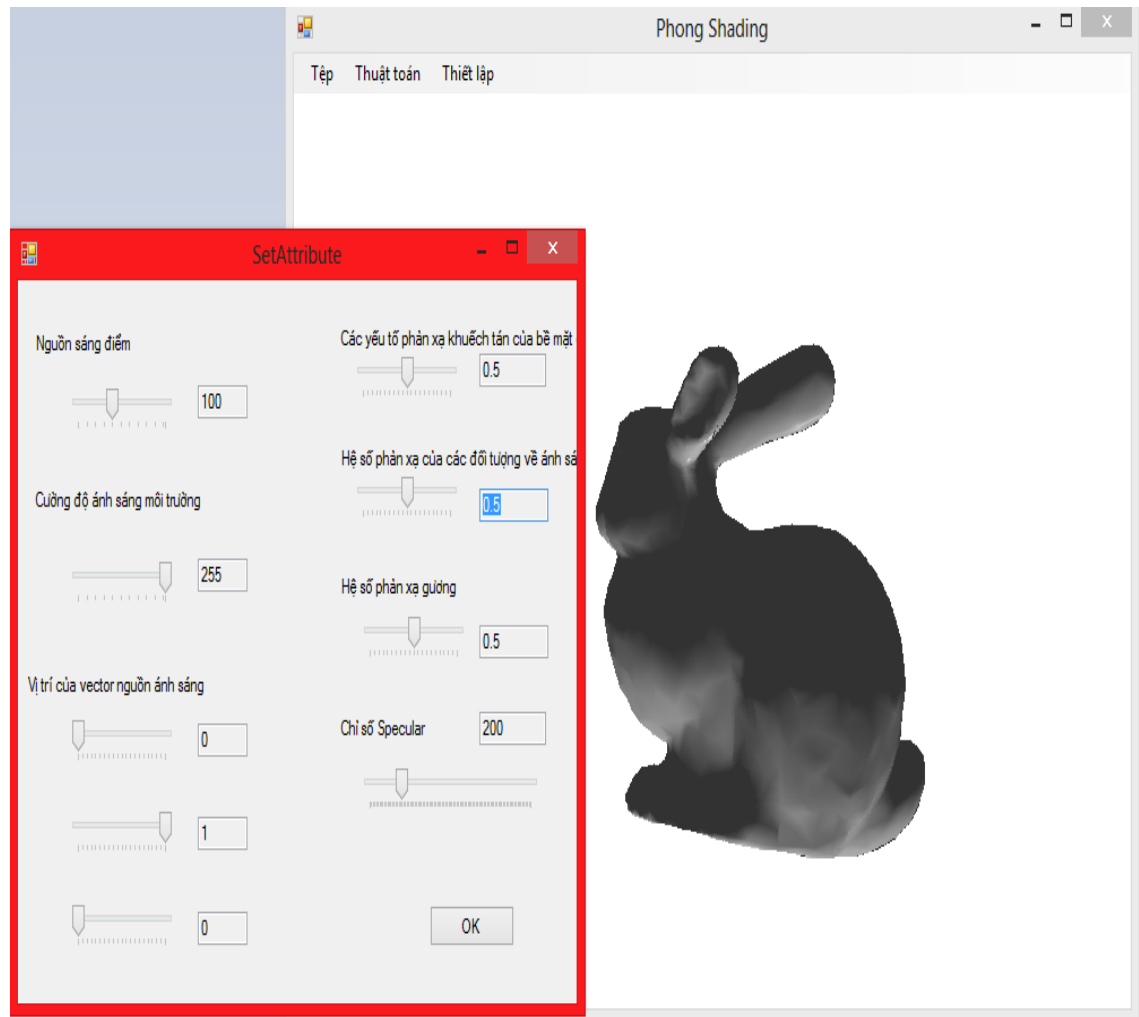 Phong Shading
Tệp Thuật toán Thiết lập
SetAttribute
Nguồn sáng điểm
100
Cường độ ánh sáng môi trường
255
Vị trí của vector nguồn ánh sáng
0
1
0
Các yếu tố phản xạ khuếch tán của bề mặt
0.5
Hệ số phản xạ của các đối tượng về ánh
0.5
Hệ số phản xạ gương
0.5
Chỉ số Specular
200
OK